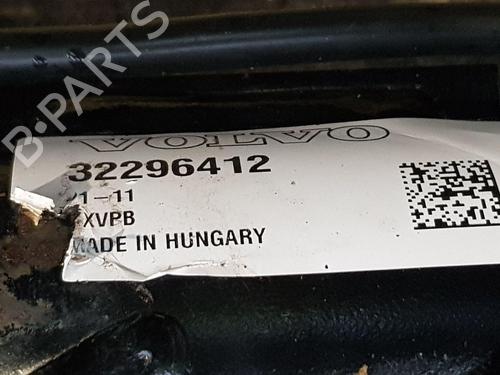 B-PARTS
VOLVO
32296412
21-11
XVPB
MADE IN HUNGARY